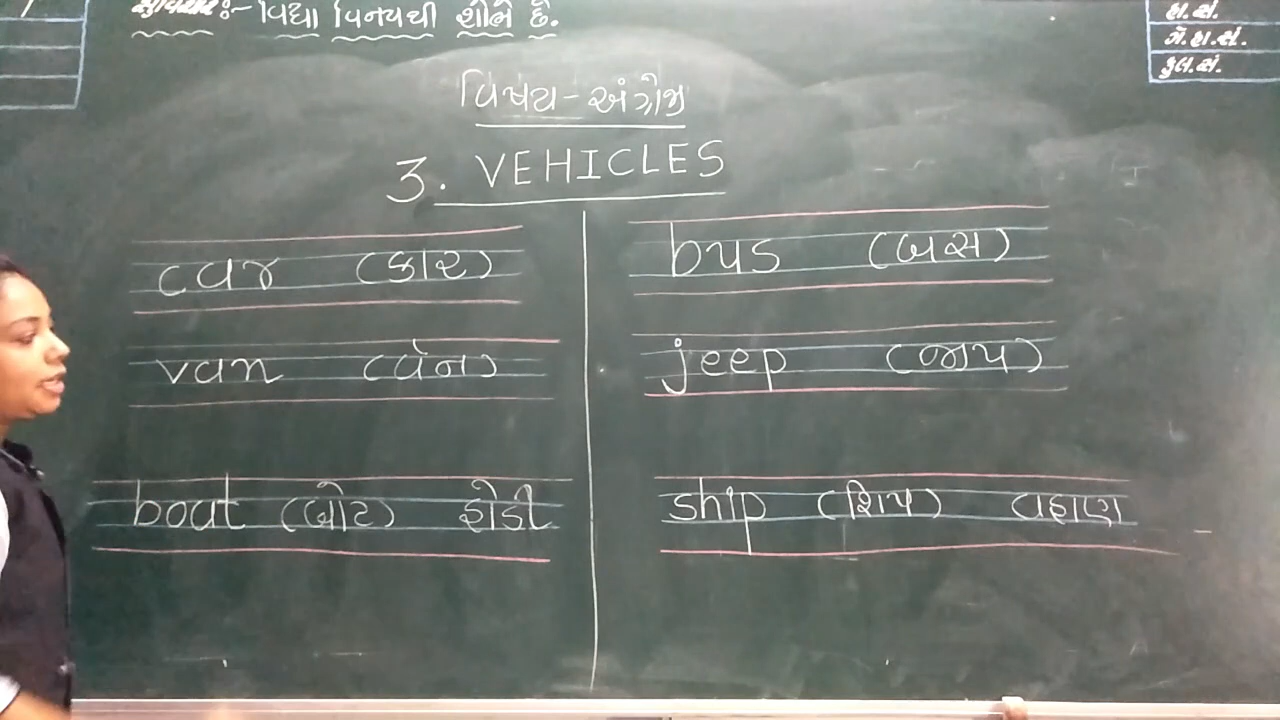 સુવિચાર :- વિદ્યા વિનયથી શોભે છે.
હા.સં.
ગે.હા.સં.
કુલ.સં.
વિષય - અંગ્રેજી
3. VEHICLES
car (કાર)
bus (બસ)
van (વૅન)
jeep (જીપ)
boat (બોટ) હોડી
ship (શિપ) વહાણ